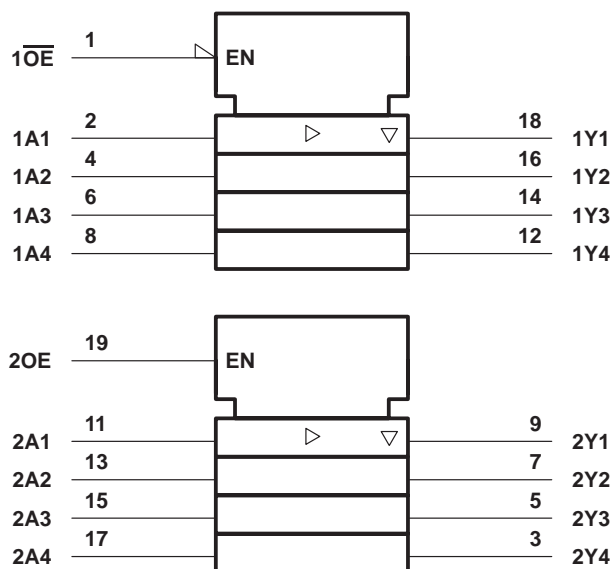 1
1O̅E̅ EN
2 18
1A1 1Y1
4 16
1A2 1Y2
6 14
1A3 1Y3
8 12
1A4 1Y4
19
2OE EN
11 9
2A1 2Y1
13 7
2A2 2Y2
15 5
2A3 2Y3
17 3
2A4 2Y4